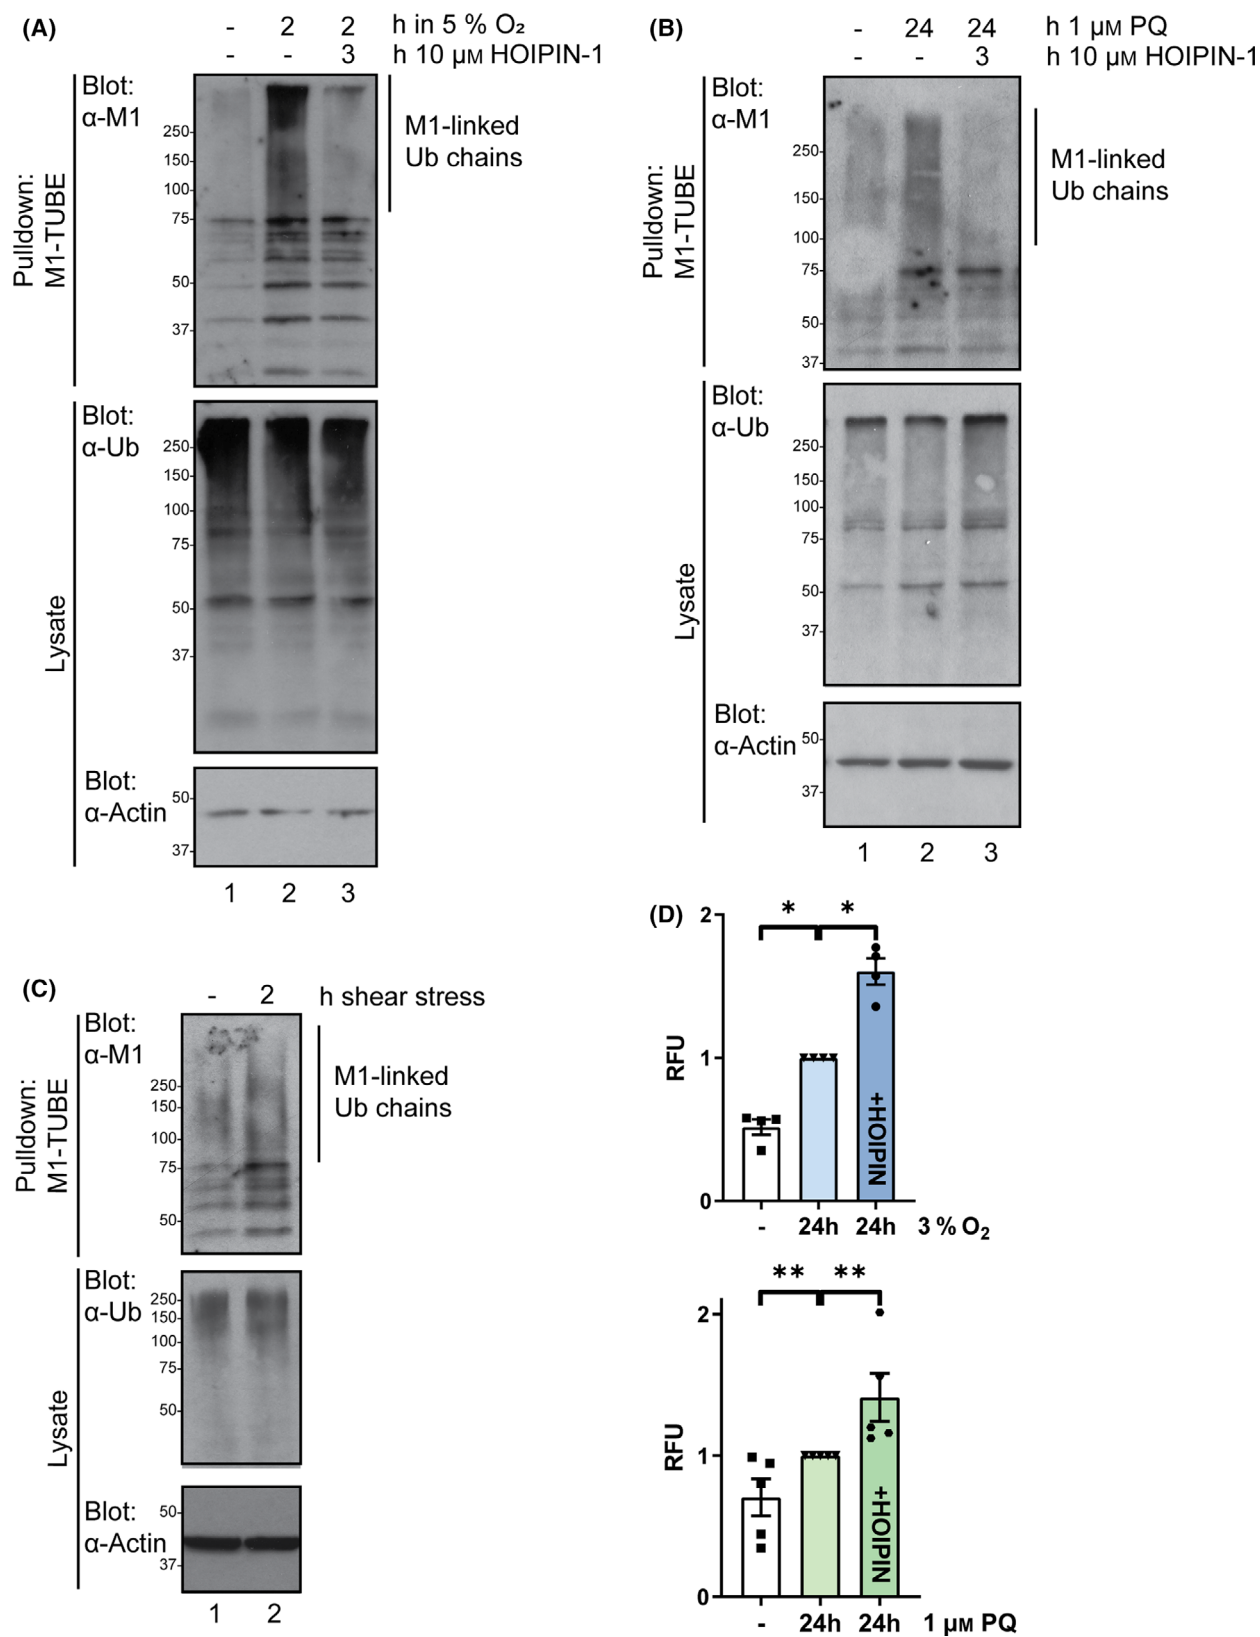 (A)
- 2 2 h in 5 % O₂
- - 3 h 10 µM HOIPIN-1
Pulldown:
M1-TUBE
Blot:
α-M1
250
150
100
75
50
37
M1-linked
Ub chains
Lysate
Blot:
α-Ub
250
150
100
75
50
37
Blot:
α-Actin
50
37
1 2 3
(B)
- 24 24 h 1 µM PQ
- - 3 h 10 µM HOIPIN-1
Pulldown:
M1-TUBE
Blot:
α-M1
250
150
100
75
50
37
M1-linked
Ub chains
Lysate
Blot:
α-Ub
250
150
100
75
50
37
Blot:
α-Actin
50
37
1 2 3
(C)
- 2 h shear stress
Pulldown:
M1-TUBE
Blot:
α-M1
250
150
100
75
50
M1-linked
Ub chains
Lysate
Blot:
α-Ub
250
150
100
75
50
Blot:
α-Actin
50
37
1 2
(D)
* *
2
1
0
RFU
+HOIPIN
- 24h 24h 3 % O₂
** **
2
1
0
RFU
+HOIPIN
- 24h 24h 1 µM PQ